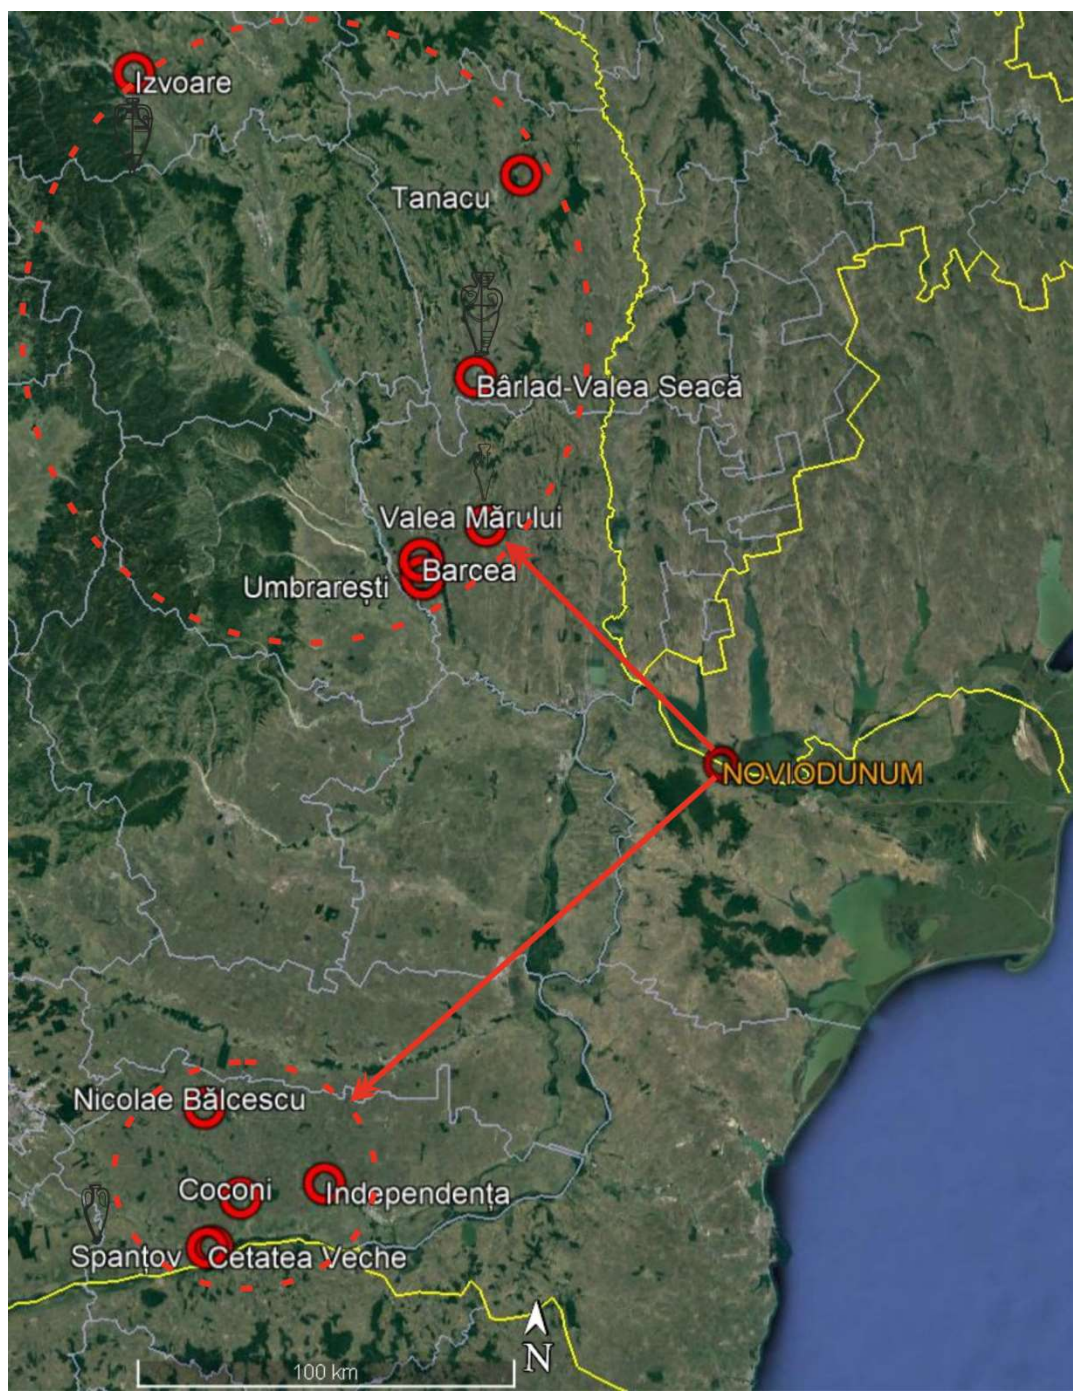 Izvoare
Tanacu
Bârlad-Valea Seacă
Valea Mărului
Barcea
Umbrarești
NOVIODUNUM
Nicolae Bălcescu
Coconi
Independența
Spanțov
Cetatea Veche
N
100 km